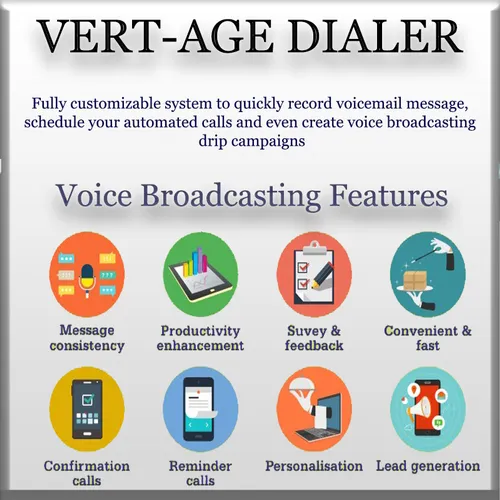 VERT-AGE DIALER
Fully customizable system to quickly record voicemail message,
schedule your automated calls and even create voice broadcasting
drip campaigns
Voice Broadcasting Features
Message
consistency
Productivity
enhancement
Suvey &
feedback
Convenient &
fast
Confirmation
calls
Reminder
calls
Personalisation
Lead generation